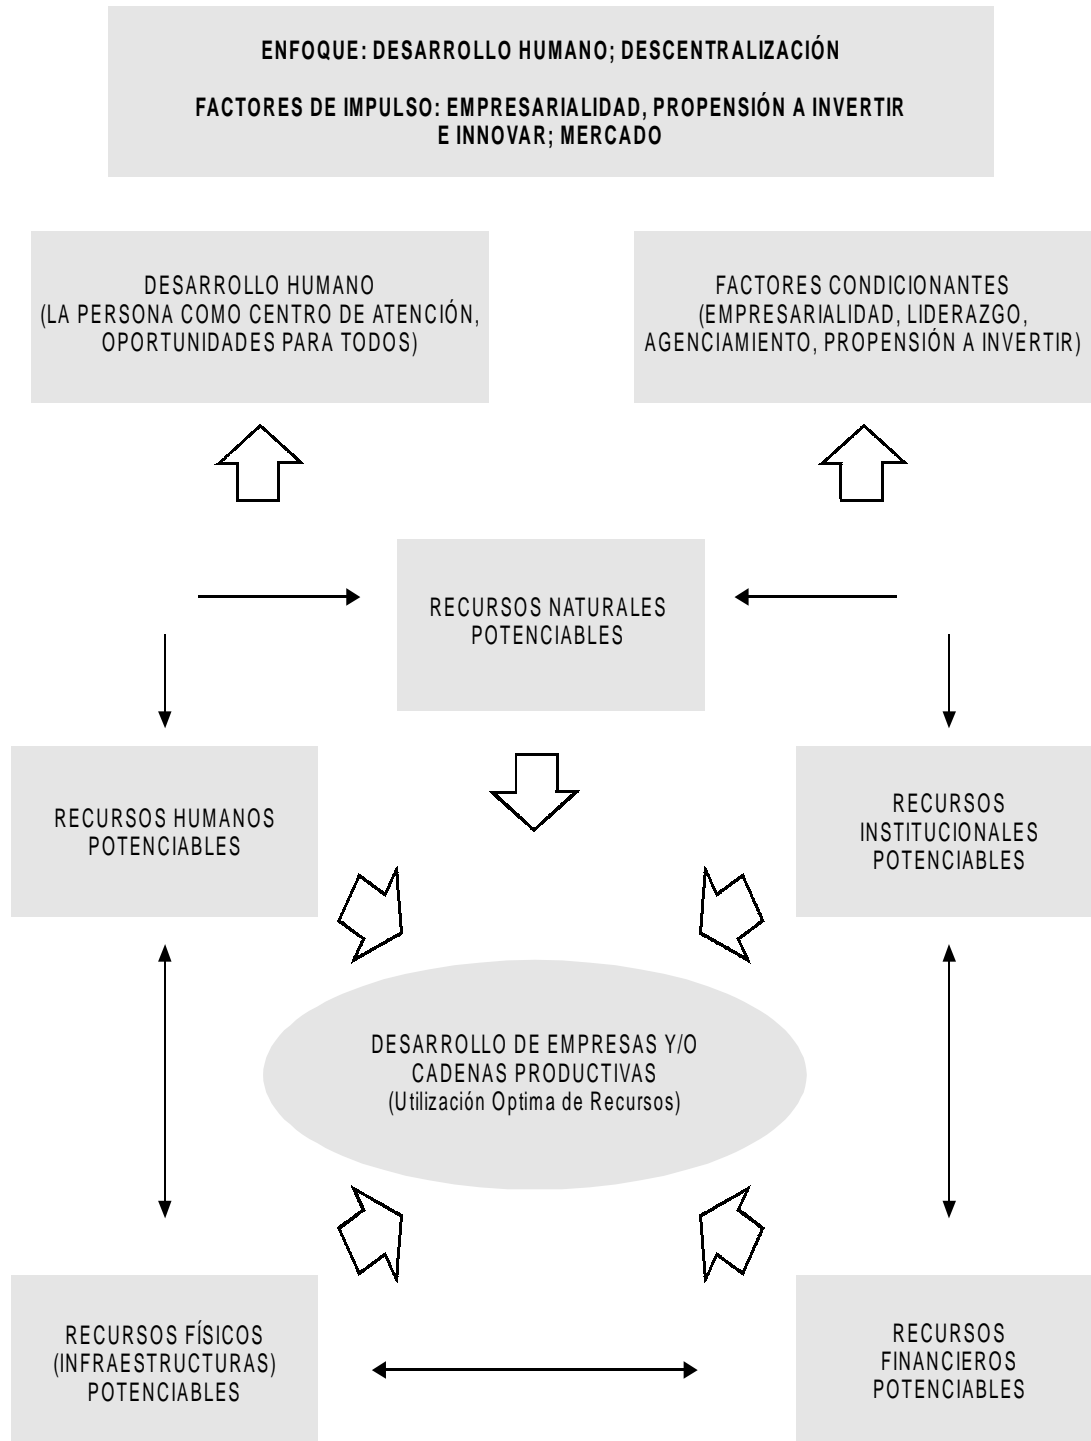 ENFOQUE: DESARROLLO HUMANO; DESCENTRALIZACIÓN
FACTORES DE IMPULSO: EMPRESARIALIDAD, PROPENSIÓN A INVERTIR
E INNOVAR; MERCADO
DESARROLLO HUMANO
(LA PERSONA COMO CENTRO DE ATENCIÓN,
OPORTUNIDADES PARA TODOS)
FACTORES CONDICIONANTES
(EMPRESARIALIDAD, LIDERAZGO,
AGENCIAMIENTO, PROPENSIÓN A INVERTIR)
RECURSOS NATURALES
POTENCIABLES
RECURSOS HUMANOS
POTENCIABLES
RECURSOS
INSTITUCIONALES
POTENCIABLES
DESARROLLO DE EMPRESAS Y/O
CADENAS PRODUCTIVAS
(Utilización Optima de Recursos)
RECURSOS FÍSICOS
(INFRAESTRUCTURAS)
POTENCIABLES
RECURSOS
FINANCIEROS
POTENCIABLES